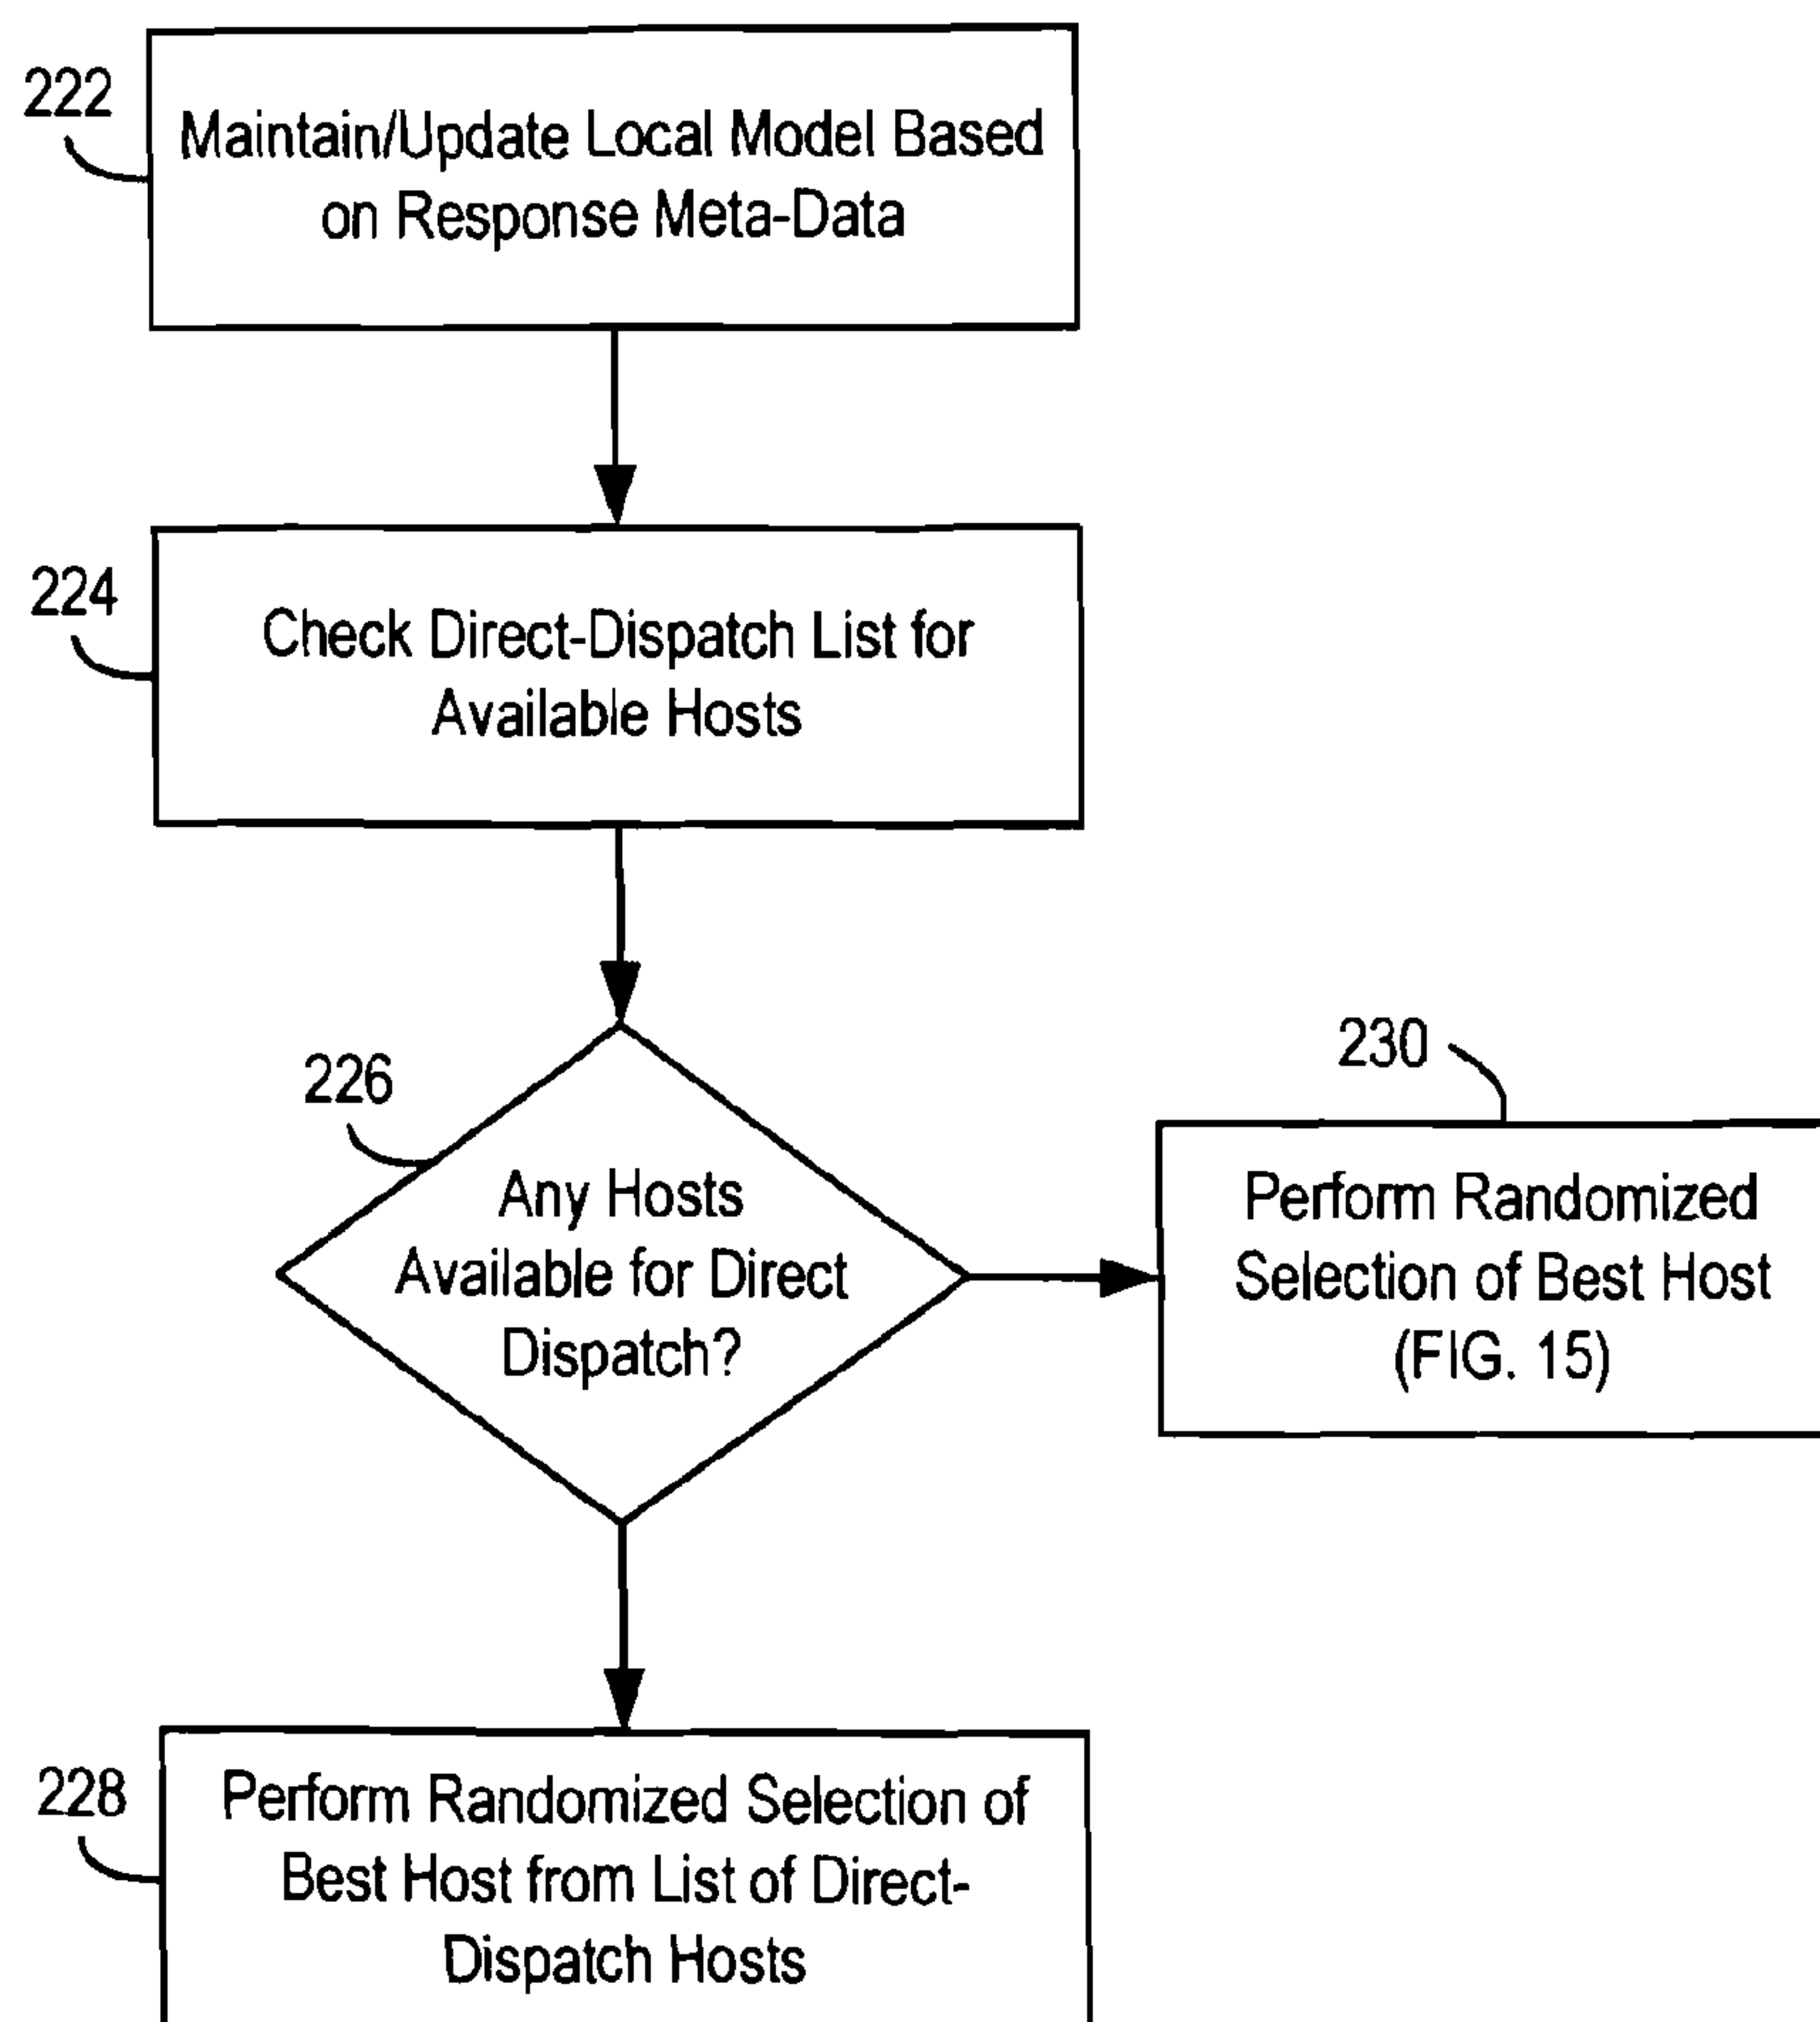 222
Maintain/Update Local Model Based
on Response Meta-Data
224
Check Direct-Dispatch List for
Available Hosts
226
Any Hosts
Available for Direct
Dispatch?
230
Perform Randomized
Selection of Best Host
(FIG. 15)
228
Perform Randomized Selection of
Best Host from List of Direct-
Dispatch Hosts